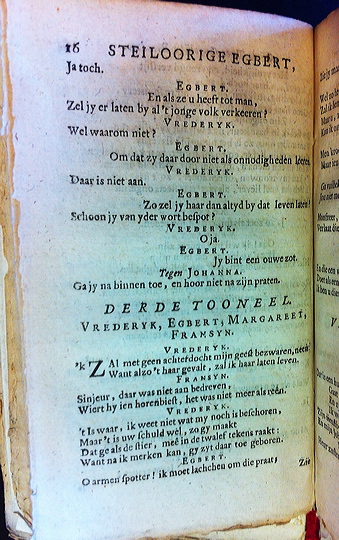 16 STEILOORIGE EGBERT,
Ja toch.
EGBERT.
En als ze u heeft tot man,
Zel jy er laten by al 't jonge volk verkeeren?
VREDERYK.
Wel waarom niet?
EGBERT.
Om dat zy daar door niet als onnodigheden leeren.
VREDERYK.
Daar is niet aan.
EGBERT.
Zo zel jy haar dan altyd by dat leven laten!
Schoon jy van yder wort bespot?
VREDERYK.
O ja.
EGBERT.
Jy bint een ouwe zot.
Tegen JOHANNA.
Ga jy na binnen toe, en hoor niet na zijn praten.
DERDE TOONEEL.
VREDERYK, EGBERT, MARGAREET,
FRANSYN.
VREDERYK.
'k ZAl met geen achterdocht mijn geest bezwaren, neen
Want alzo 't haar gevalt, zal ik haar laten leven.
FRANSYN.
Sinjeur, daar was niet aan bedreven,
Wiert hy ien horenbiest, het was niet meer als reên.
VREDERYK.
't Is waar, ik weet niet wat my noch is beschoren,
Maar 't is uw schuld wel, zo gy maakt
Dat ge als de stier, meê in de twalef tekens raakt:
Want na ik merken kan, gy zyt daar toe geboren.
EGBERT.
O armen spotter! ik moet lachchen om die praat,
Zie